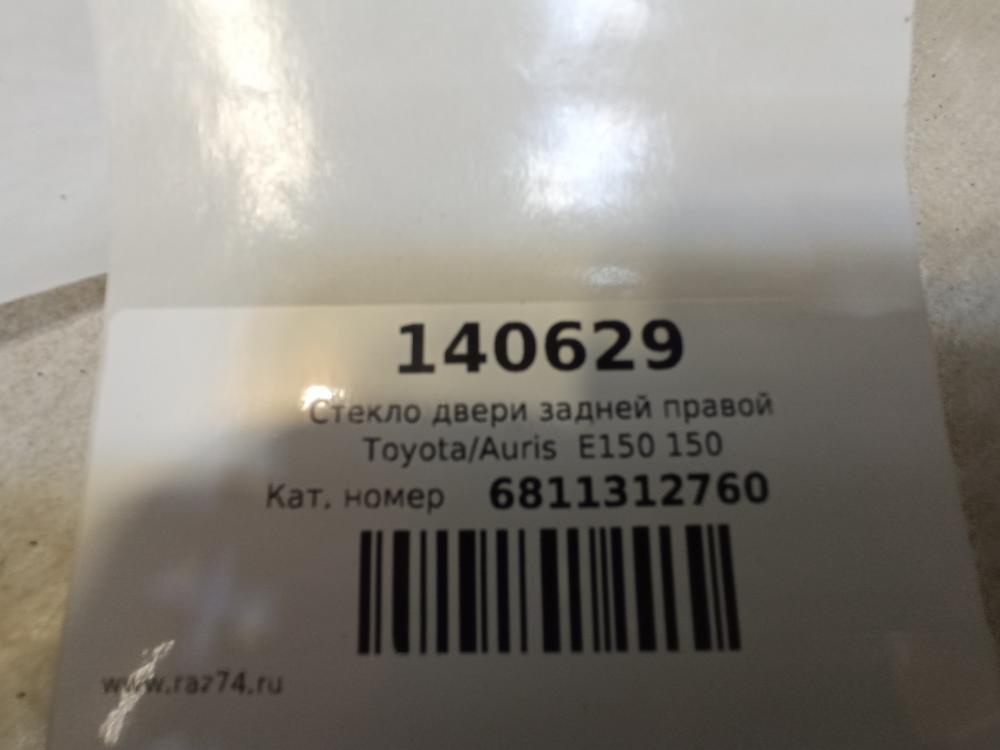 140629
Стекло двери задней правой
Toyota/Auris E150 150
Кат. номер 6811312760
www.raz74.ru